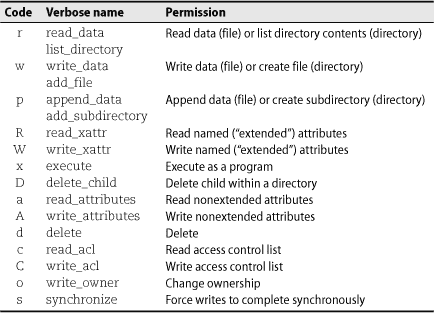 Code Verbose name Permission
r read_data Read data (file) or list directory contents (directory)
list_directory
w write_data Write data (file) or create file (directory)
add_file
p append_data Append data (file) or create subdirectory (directory)
add_subdirectory
R read_xattr Read named (“extended”) attributes
W write_xattr Write named (“extended”) attributes
x execute Execute as a program
D delete_child Delete child within a directory
a read_attributes Read nonextended attributes
A write_attributes Write nonextended attributes
d delete Delete
c read_acl Read access control list
C write_acl Write access control list
o write_owner Change ownership
s synchronize Force writes to complete synchronously